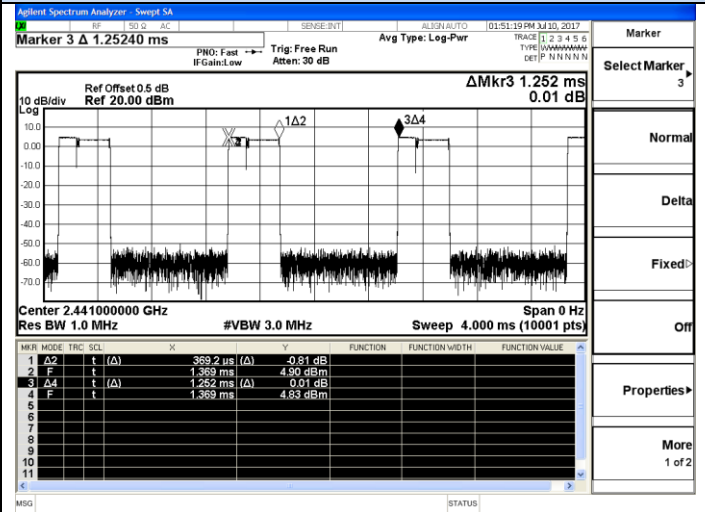 Agilent Spectrum Analyzer - Swept SA
RF 50 Ω AC SENSE:INT ALIGN AUTO 01:51:19 PM Jul 10, 2017
Marker 3 Δ 1.25240 ms
PNO: Fast Trig: Free Run Avg Type: Log-Pwr TRACE 1 2 3 4 5 6
IFGain:Low Atten: 30 dB TYPE WWWWWW
DET P N N N N N
Ref Offset 0.5 dB ΔMkr3 1.252 ms
10 dB/div Ref 20.00 dBm 0.01 dB
Log
10.0
0.00
-10.0
-20.0
-30.0
-40.0
-50.0
-60.0
-70.0
1Δ2
3Δ4
Center 2.441000000 GHz Span 0 Hz
Res BW 1.0 MHz #VBW 3.0 MHz Sweep 4.000 ms (10001 pts)
MKR MODE TRC SCL X Y FUNCTION FUNCTION WIDTH FUNCTION VALUE
1 Δ2 t (Δ) 369.2 µs (Δ) -0.81 dB
2 F t 1.369 ms 4.90 dBm
3 Δ4 t (Δ) 1.252 ms (Δ) 0.01 dB
4 F t 1.369 ms 4.83 dBm
5
6
7
8
9
10
11
MSG STATUS
Marker
Select Marker
3
Normal
Delta
Fixed
Off
Properties
More
1 of 2